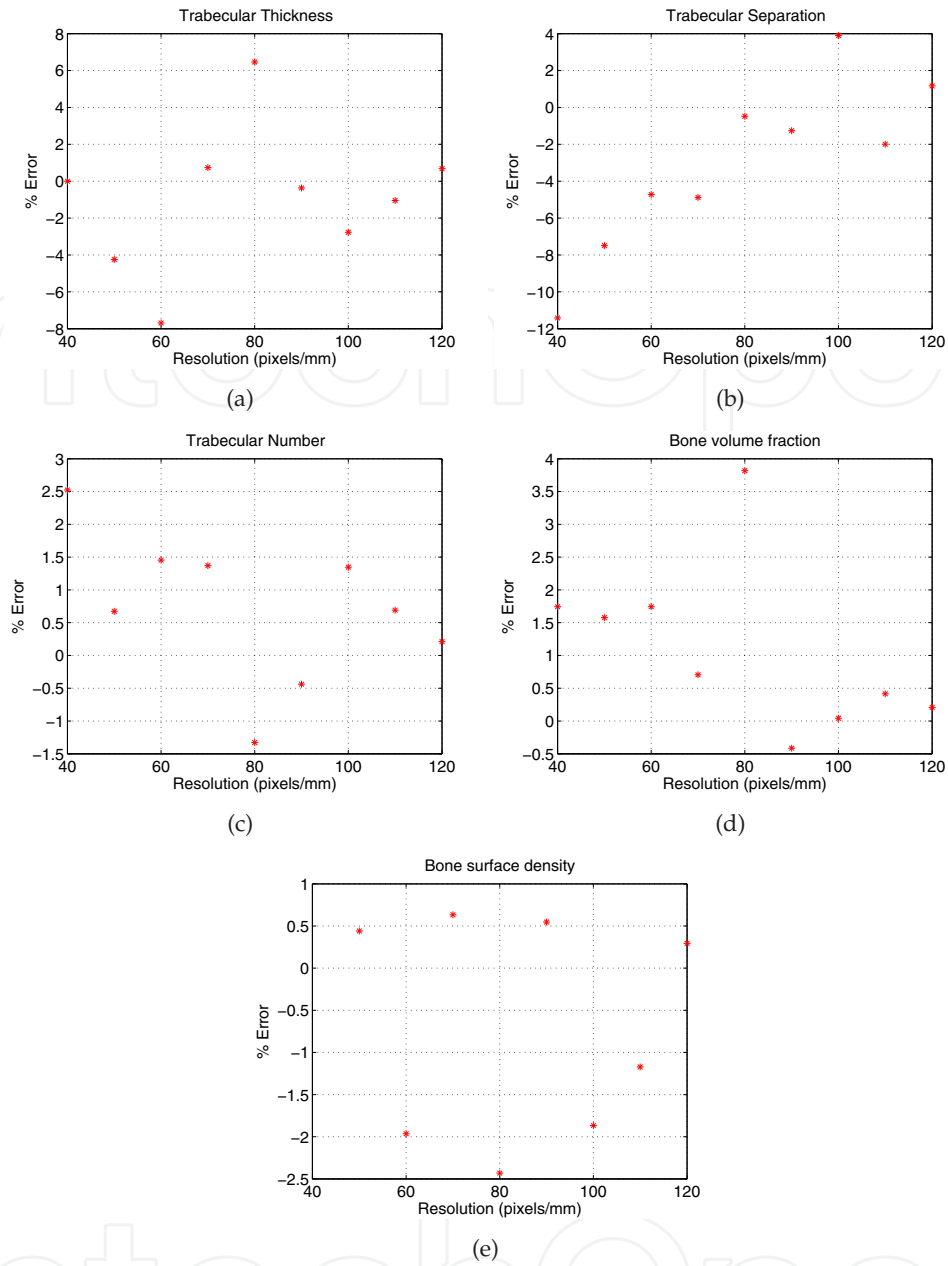 Trabecular Thickness
8
6
4
2
0
−2
−4
−6
−8
% Error
40 60 80 100 120
Resolution (pixels/mm)
(a)
Trabecular Separation
4
2
0
−2
−4
−6
−8
−10
−12
% Error
40 60 80 100 120
Resolution (pixels/mm)
(b)
Trabecular Number
3
2.5
2
1.5
1
0.5
0
−0.5
−1
−1.5
% Error
40 60 80 100 120
Resolution (pixels/mm)
(c)
Bone volume fraction
4
3.5
3
2.5
2
1.5
1
0.5
0
−0.5
% Error
40 60 80 100 120
Resolution (pixels/mm)
(d)
Bone surface density
1
0.5
0
−0.5
−1
−1.5
−2
−2.5
% Error
40 60 80 100 120
Resolution (pixels/mm)
(e)